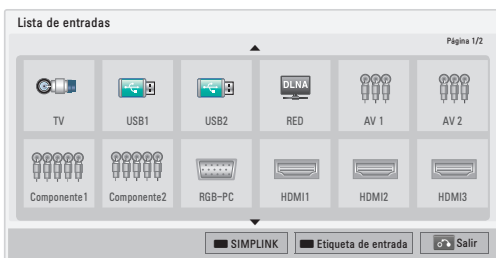 Lista de entradas
Página 1/2
DLNA
TV USB1 USB2 RED AV 1 AV 2
Componente1 Componente2 RGB-PC HDMI1 HDMI2 HDMI3
SIMPLINK Etiqueta de entrada Salir